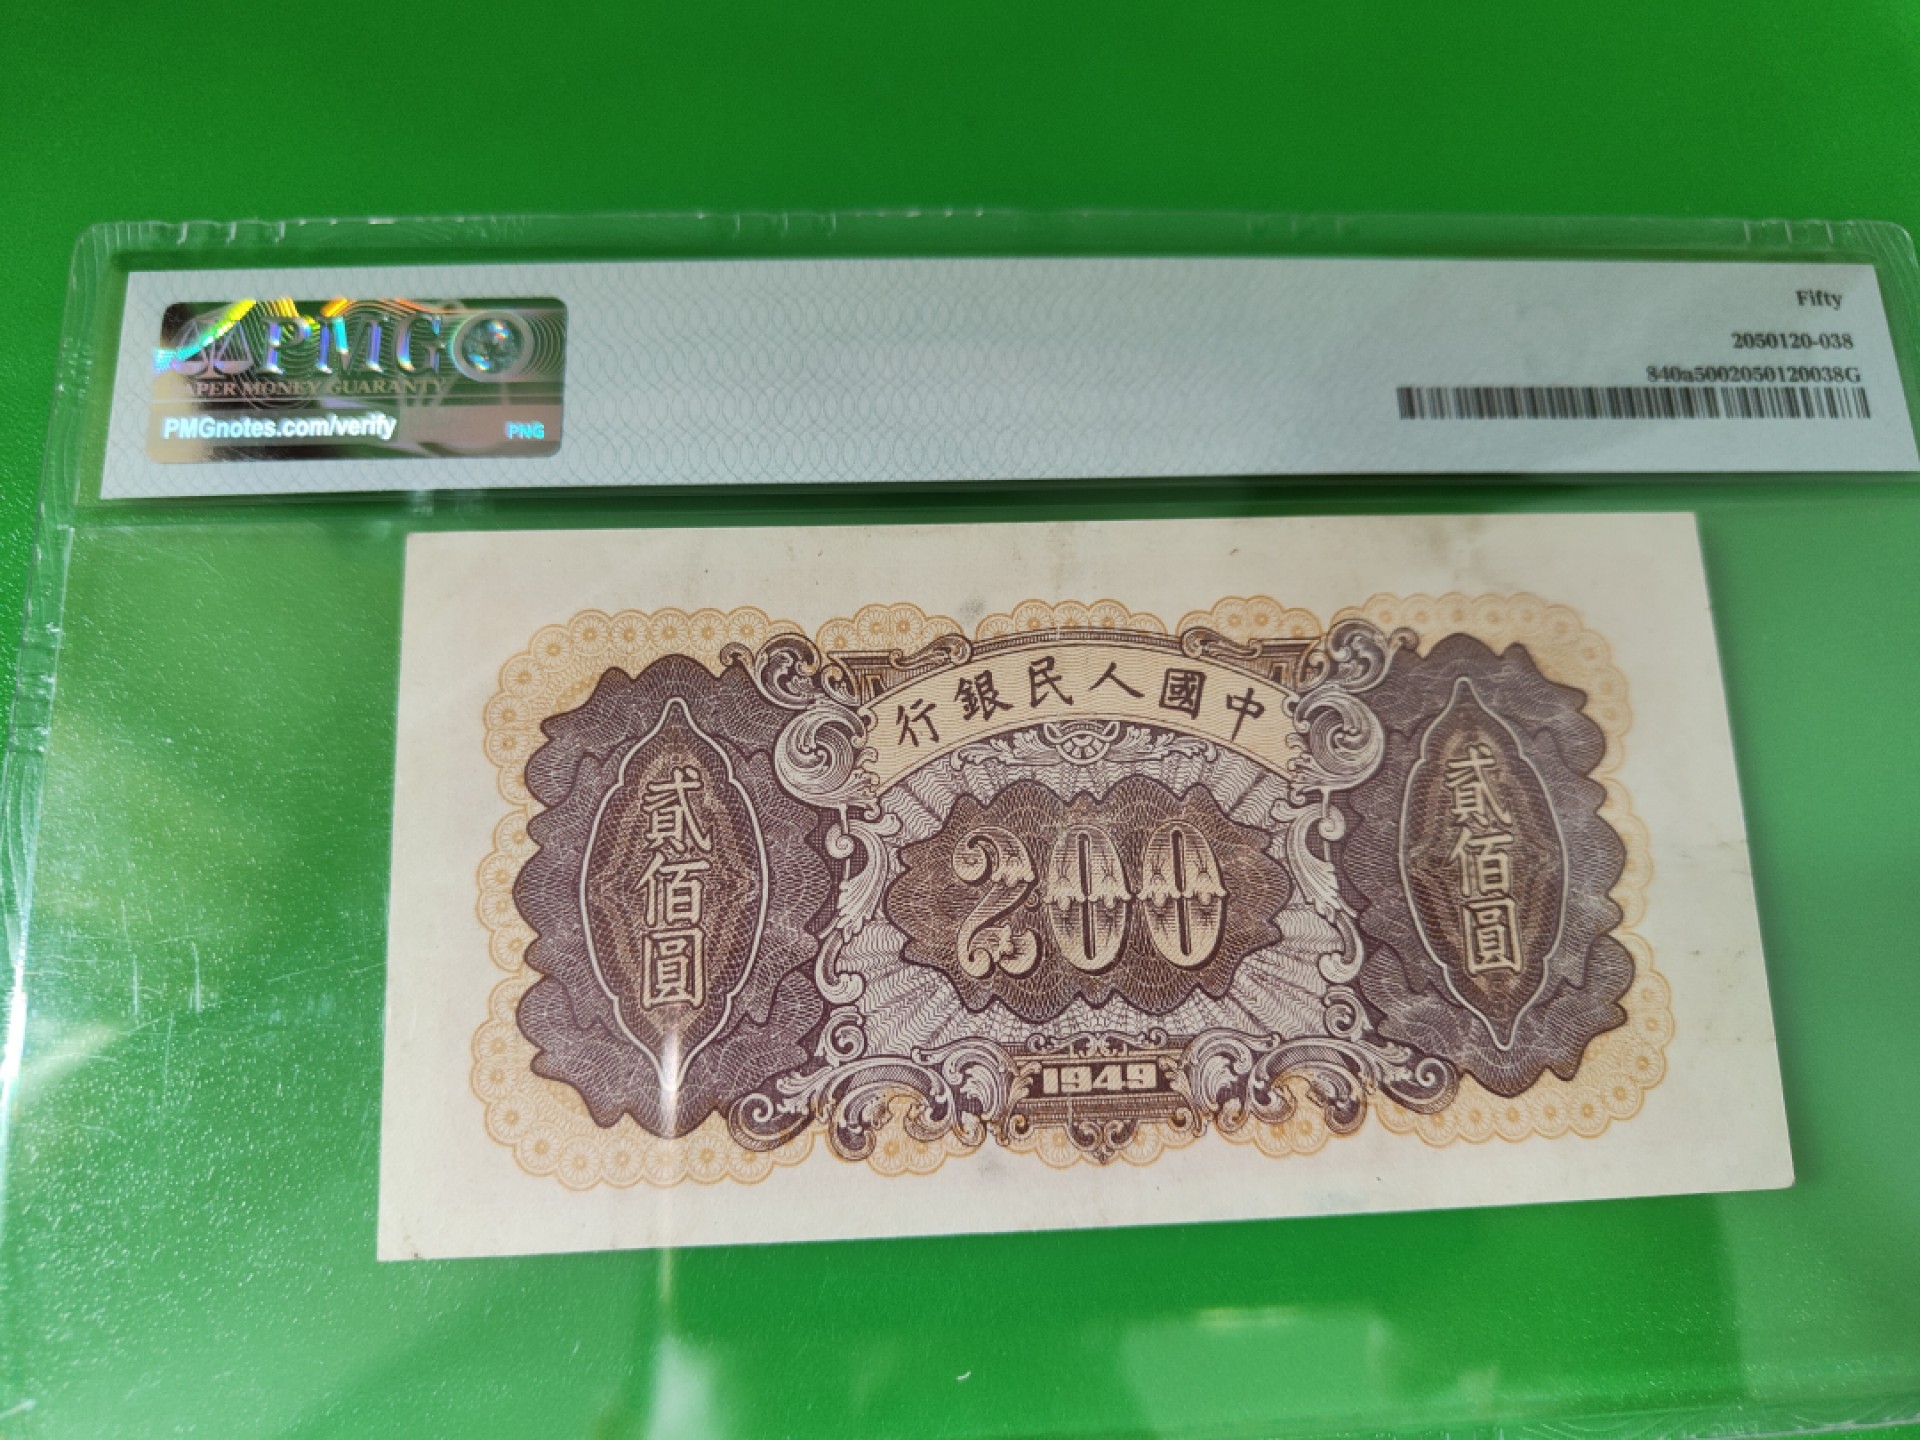 PMG
PAPER MONEY GUARANTY
PMGnotes.com/verify
PNG
Fifty
2050120-038
840a5002050120038G
行銀民人國中
貳佰圓
200
貳佰圓
1949